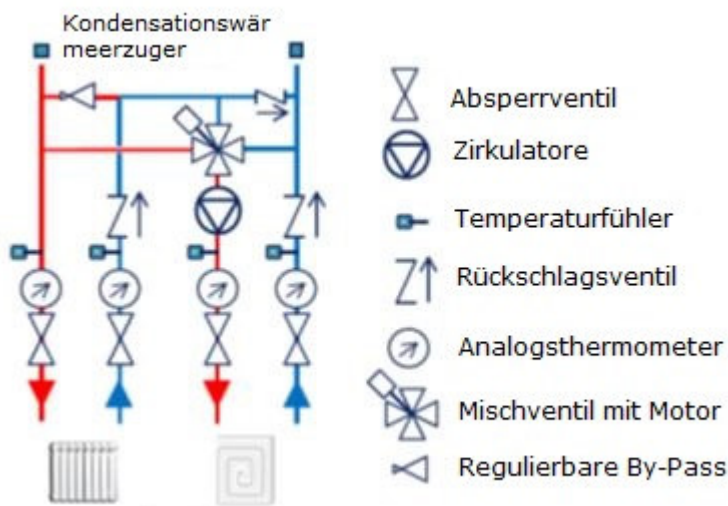 Kondensationswär
meerzuger
Absperrventil
Zirkulatore
Temperaturfühler
Rückschlagsventil
Analogsthermometer
Mischventil mit Motor
Regulierbare By-Pass